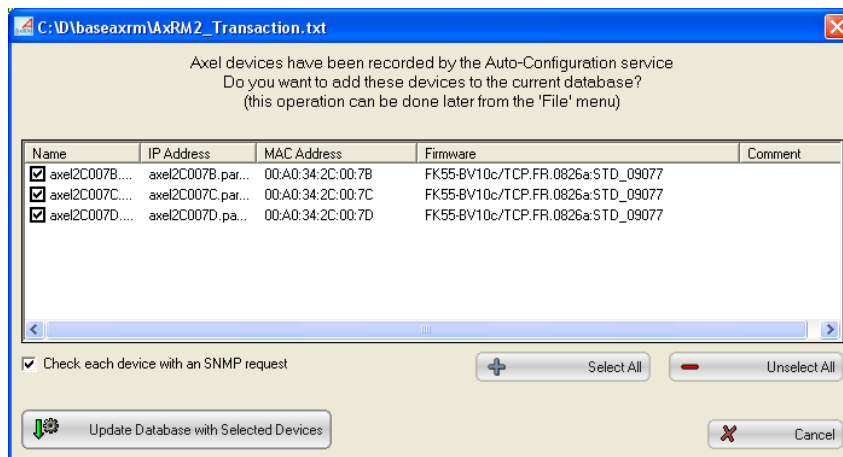 C:\D\baseaxrm\AxRM2_Transaction.txt
Axel devices have been recorded by the Auto-Configuration service
Do you want to add these devices to the current database?
(this operation can be done later from the 'File' menu)
Name IP Address MAC Address Firmware Comment
axel2C007B.... axel2C007B.par... 00:A0:34:2C:00:7B FK55-BV10c/TCP.FR.0826a:STD_09077
axel2C007C.... axel2C007C.par... 00:A0:34:2C:00:7C FK55-BV10c/TCP.FR.0826a:STD_09077
axel2C007D.... axel2C007D.pa... 00:A0:34:2C:00:7D FK55-BV10c/TCP.FR.0826a:STD_09077
Check each device with an SNMP request
Select All
Unselect All
Update Database with Selected Devices
Cancel